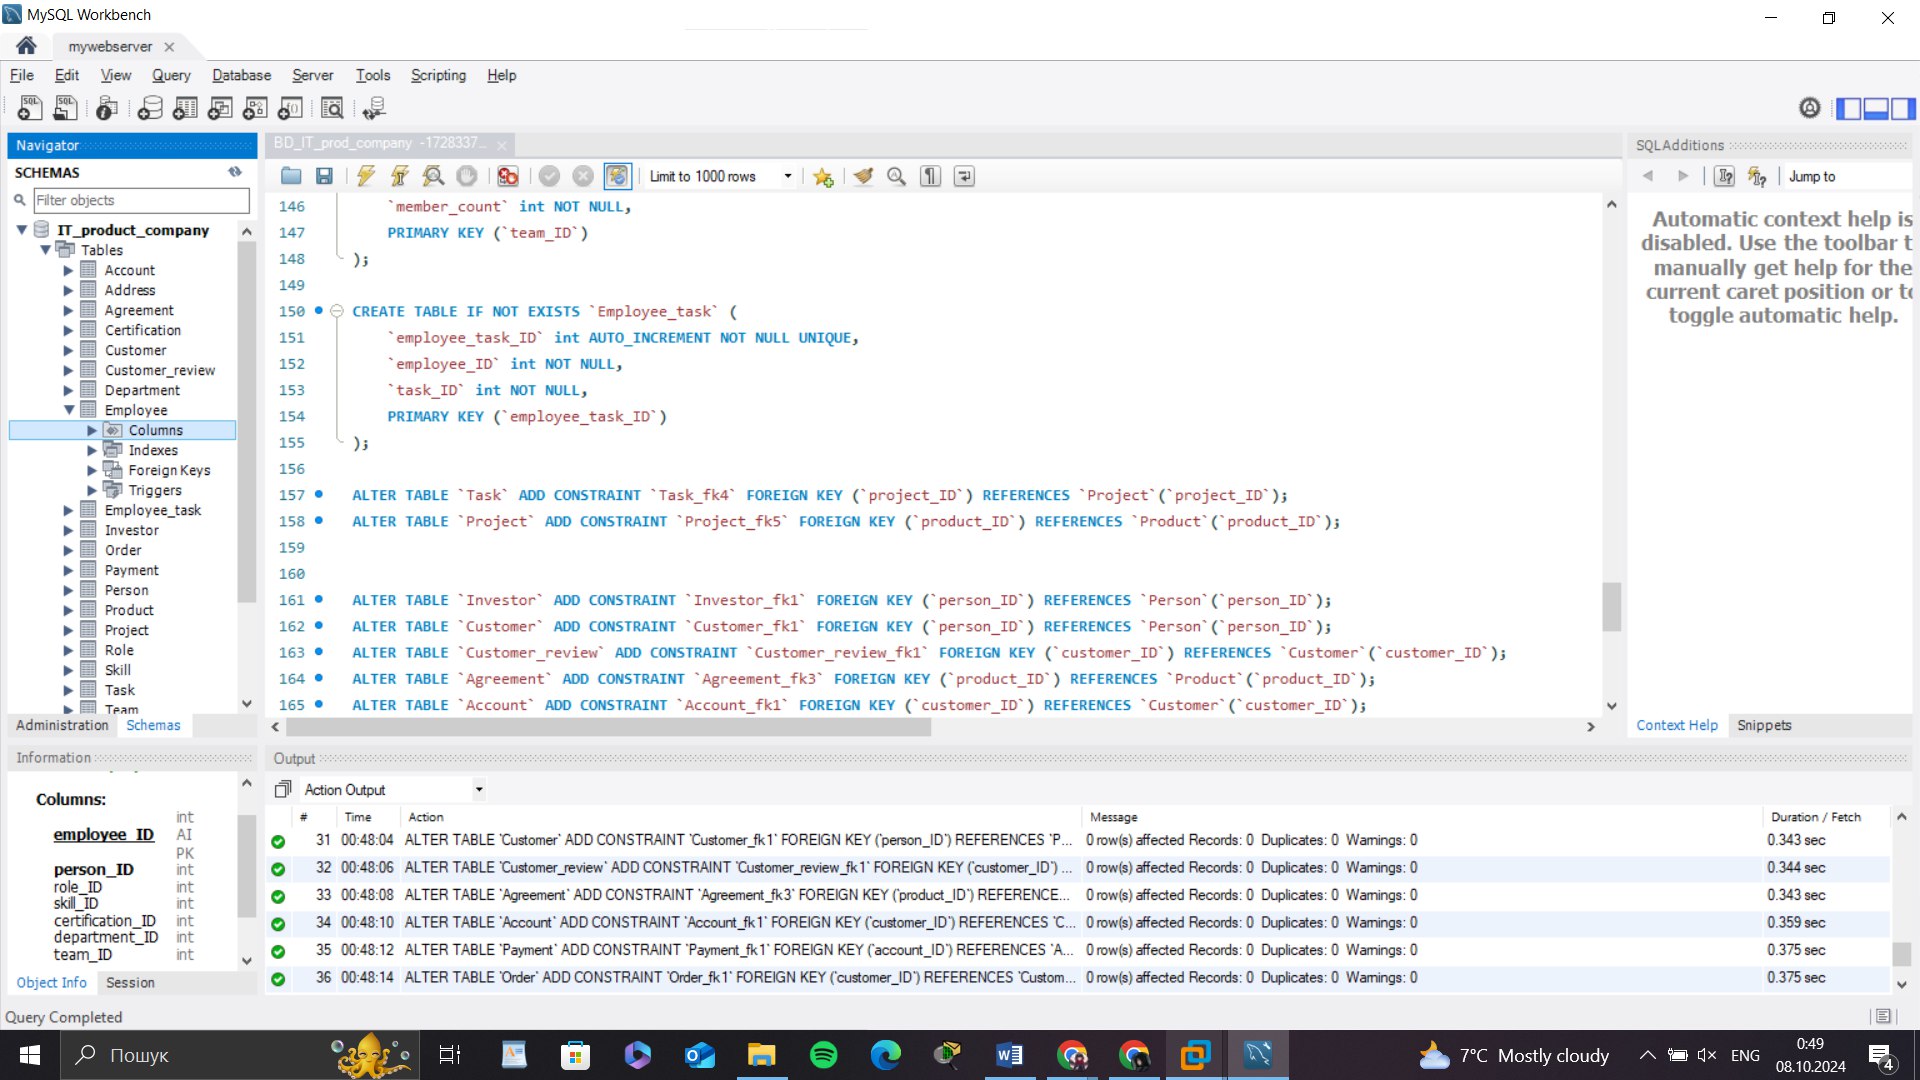 MySQL Workbench
mywebserver
File Edit View Query Database Server Tools Scripting Help
Navigator
SCHEMAS
Filter objects
IT_product_company
Tables
Account
Address
Agreement
Certification
Customer
Customer_review
Department
Employee
Columns
Indexes
Foreign Keys
Triggers
Employee_task
Investor
Order
Payment
Person
Product
Project
Role
Skill
Task
Team
Administration Schemas
BD_IT_prod_company -1728337...
Limit to 1000 rows
146 `member_count` int NOT NULL,
147 PRIMARY KEY (`team_ID`)
148 );
149
150 CREATE TABLE IF NOT EXISTS `Employee_task` (
151 `employee_task_ID` int AUTO_INCREMENT NOT NULL UNIQUE,
152 `employee_ID` int NOT NULL,
153 `task_ID` int NOT NULL,
154 PRIMARY KEY (`employee_task_ID`)
155 );
156
157 ALTER TABLE `Task` ADD CONSTRAINT `Task_fk4` FOREIGN KEY (`project_ID`) REFERENCES `Project`(`project_ID`);
158 ALTER TABLE `Project` ADD CONSTRAINT `Project_fk5` FOREIGN KEY (`product_ID`) REFERENCES `Product`(`product_ID`);
159
160
161 ALTER TABLE `Investor` ADD CONSTRAINT `Investor_fk1` FOREIGN KEY (`person_ID`) REFERENCES `Person`(`person_ID`);
162 ALTER TABLE `Customer` ADD CONSTRAINT `Customer_fk1` FOREIGN KEY (`person_ID`) REFERENCES `Person`(`person_ID`);
163 ALTER TABLE `Customer_review` ADD CONSTRAINT `Customer_review_fk1` FOREIGN KEY (`customer_ID`) REFERENCES `Customer`(`customer_ID`);
164 ALTER TABLE `Agreement` ADD CONSTRAINT `Agreement_fk3` FOREIGN KEY (`product_ID`) REFERENCES `Product`(`product_ID`);
165 ALTER TABLE `Account` ADD CONSTRAINT `Account_fk1` FOREIGN KEY (`customer_ID`) REFERENCES `Customer`(`customer_ID`);
SQLAdditions
Jump to
Automatic context help is
disabled. Use the toolbar t
manually get help for the
current caret position or to
toggle automatic help.
Context Help Snippets
Information
Columns:
employee_ID int AI PK
person_ID int
role_ID int
skill_ID int
certification_ID int
department_ID int
team_ID int
Object Info Session
Output
Action Output
# Time Action Message Duration / Fetch
31 00:48:04 ALTER TABLE `Customer` ADD CONSTRAINT `Customer_fk1` FOREIGN KEY (`person_ID`) REFERENCES `P... 0 row(s) affected Records: 0 Duplicates: 0 Warnings: 0 0.343 sec
32 00:48:06 ALTER TABLE `Customer_review` ADD CONSTRAINT `Customer_review_fk1` FOREIGN KEY (`customer_ID`) ... 0 row(s) affected Records: 0 Duplicates: 0 Warnings: 0 0.344 sec
33 00:48:08 ALTER TABLE `Agreement` ADD CONSTRAINT `Agreement_fk3` FOREIGN KEY (`product_ID`) REFERENCE... 0 row(s) affected Records: 0 Duplicates: 0 Warnings: 0 0.343 sec
34 00:48:10 ALTER TABLE `Account` ADD CONSTRAINT `Account_fk1` FOREIGN KEY (`customer_ID`) REFERENCES `C... 0 row(s) affected Records: 0 Duplicates: 0 Warnings: 0 0.359 sec
35 00:48:12 ALTER TABLE `Payment` ADD CONSTRAINT `Payment_fk1` FOREIGN KEY (`account_ID`) REFERENCES `A... 0 row(s) affected Records: 0 Duplicates: 0 Warnings: 0 0.375 sec
36 00:48:14 ALTER TABLE `Order` ADD CONSTRAINT `Order_fk1` FOREIGN KEY (`customer_ID`) REFERENCES `Custom... 0 row(s) affected Records: 0 Duplicates: 0 Warnings: 0 0.375 sec
Query Completed
Пошук
7°C Mostly cloudy
ENG
0:49
08.10.2024
4